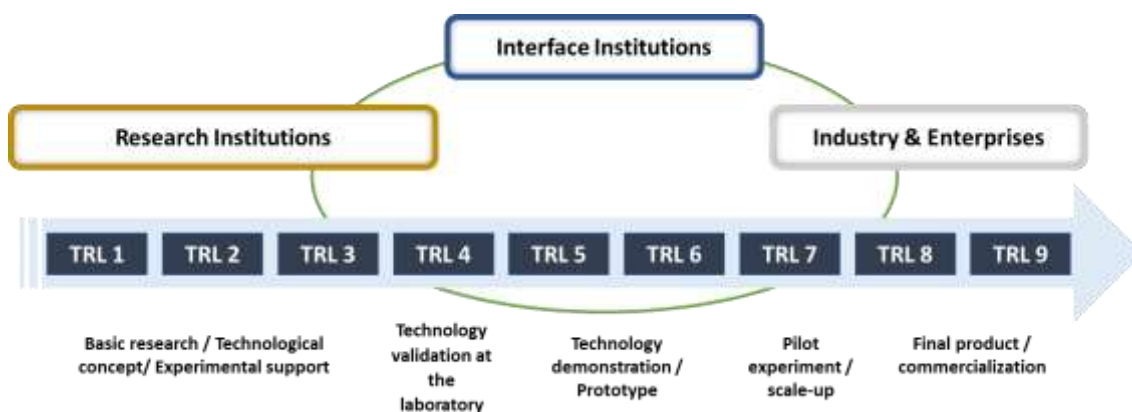 Interface Institutions
Research Institutions
Industry & Enterprises
TRL 1
TRL 2
TRL 3
TRL 4
TRL 5
TRL 6
TRL 7
TRL 8
TRL 9
Basic research / Technological
concept/ Experimental support
Technology
validation at
the
laboratory
Technology
demonstration /
Prototype
Pilot
experiment /
scale-up
Final product /
commercialization